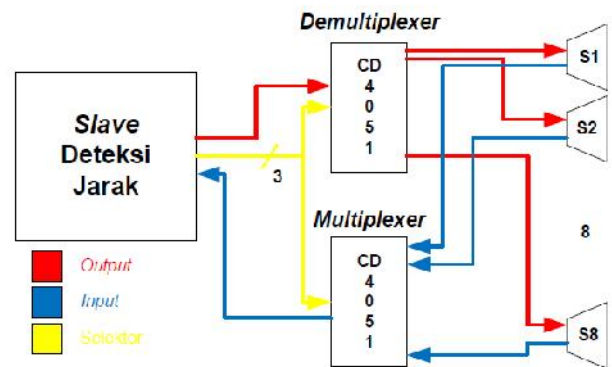 Demultiplexer
CD
4
0
5
1
S1
S2
Slave
Deteksi
Jarak
3
Multiplexer
CD
4
0
5
1
8
S8
Output
Input
Selektor